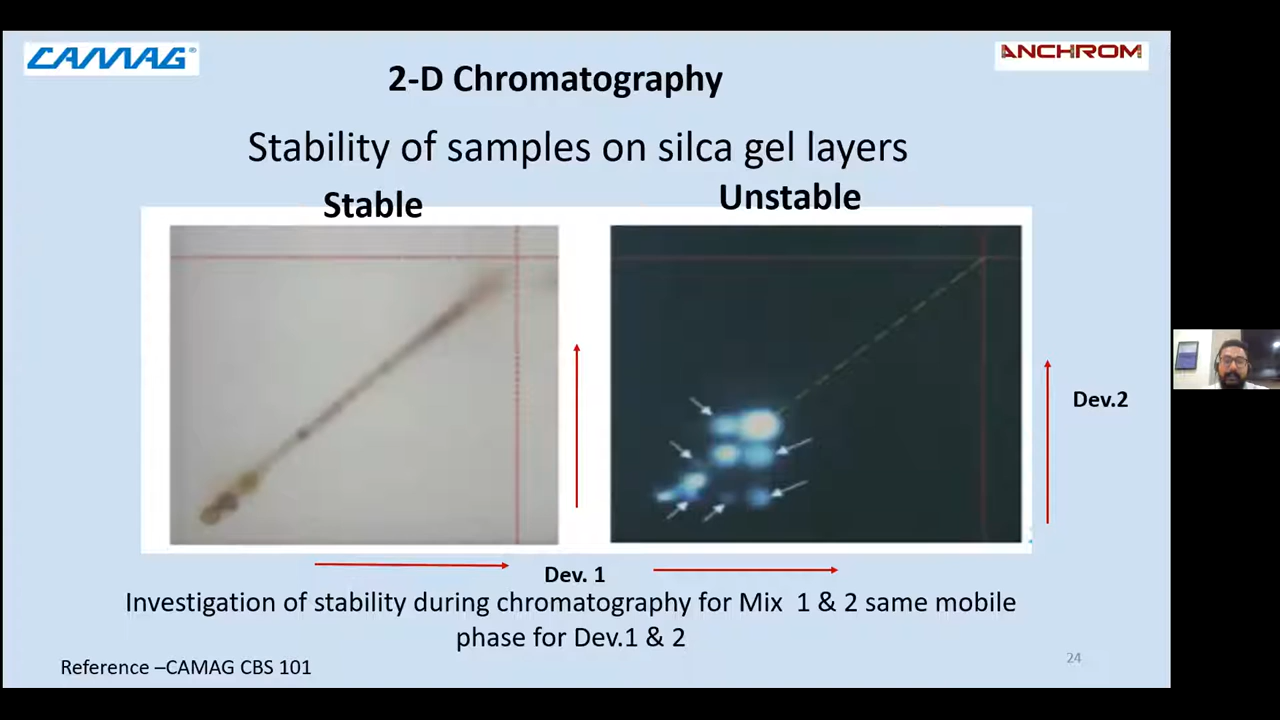 CAMAG®
ANCHROM
2-D Chromatography
Stability of samples on silca gel layers
Stable
Unstable
Dev.2
Dev. 1
Investigation of stability during chromatography for Mix 1 & 2 same mobile
phase for Dev.1 & 2
Reference –CAMAG CBS 101
24